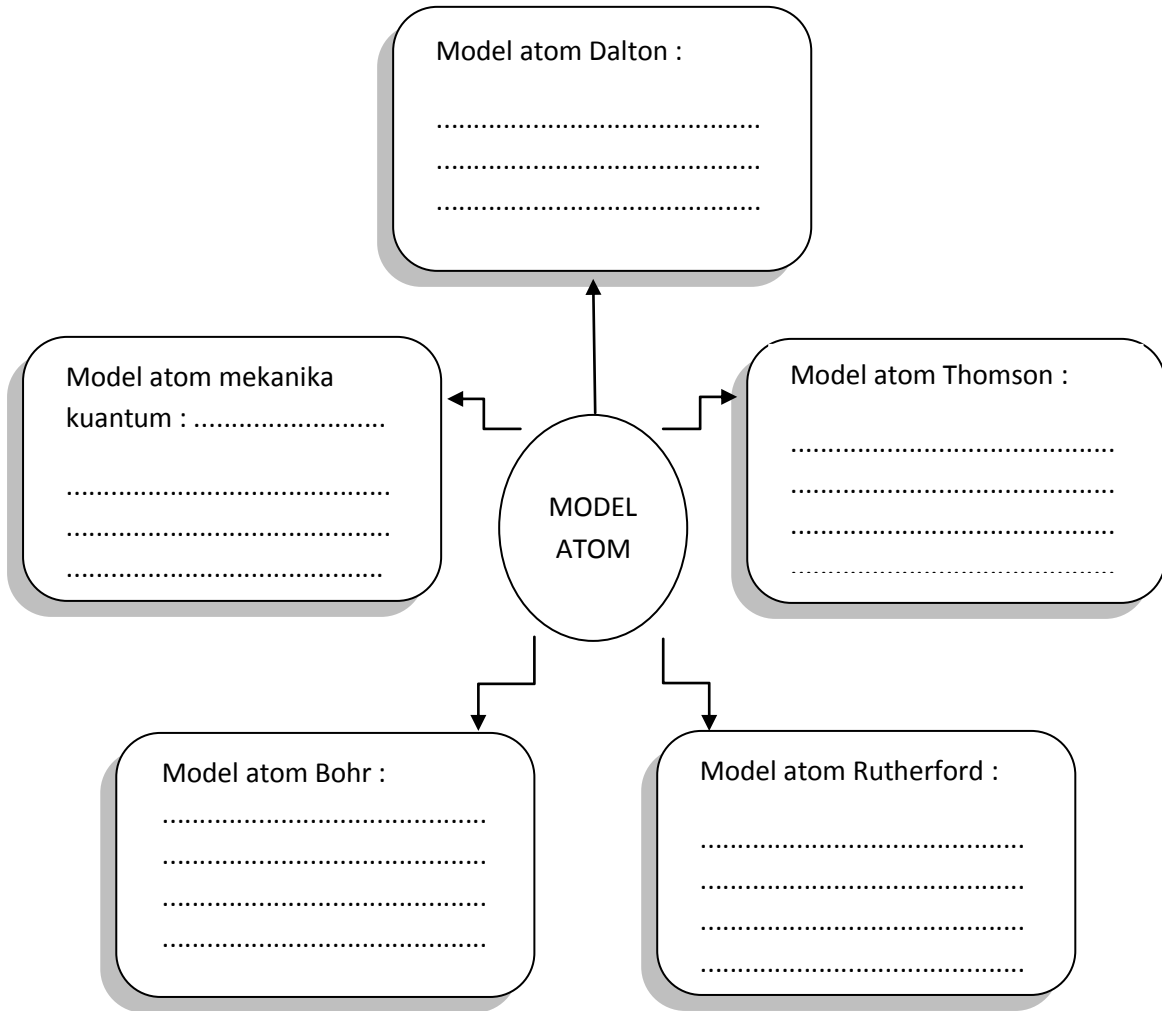 Model atom Dalton :
............................................
............................................
............................................
Model atom mekanika
kuantum : ..........................
............................................
............................................
...........................................
Model atom Thomson :
............................................
............................................
............................................
............................................
MODEL
ATOM
Model atom Bohr :
............................................
............................................
............................................
............................................
Model atom Rutherford :
............................................
............................................
............................................
............................................